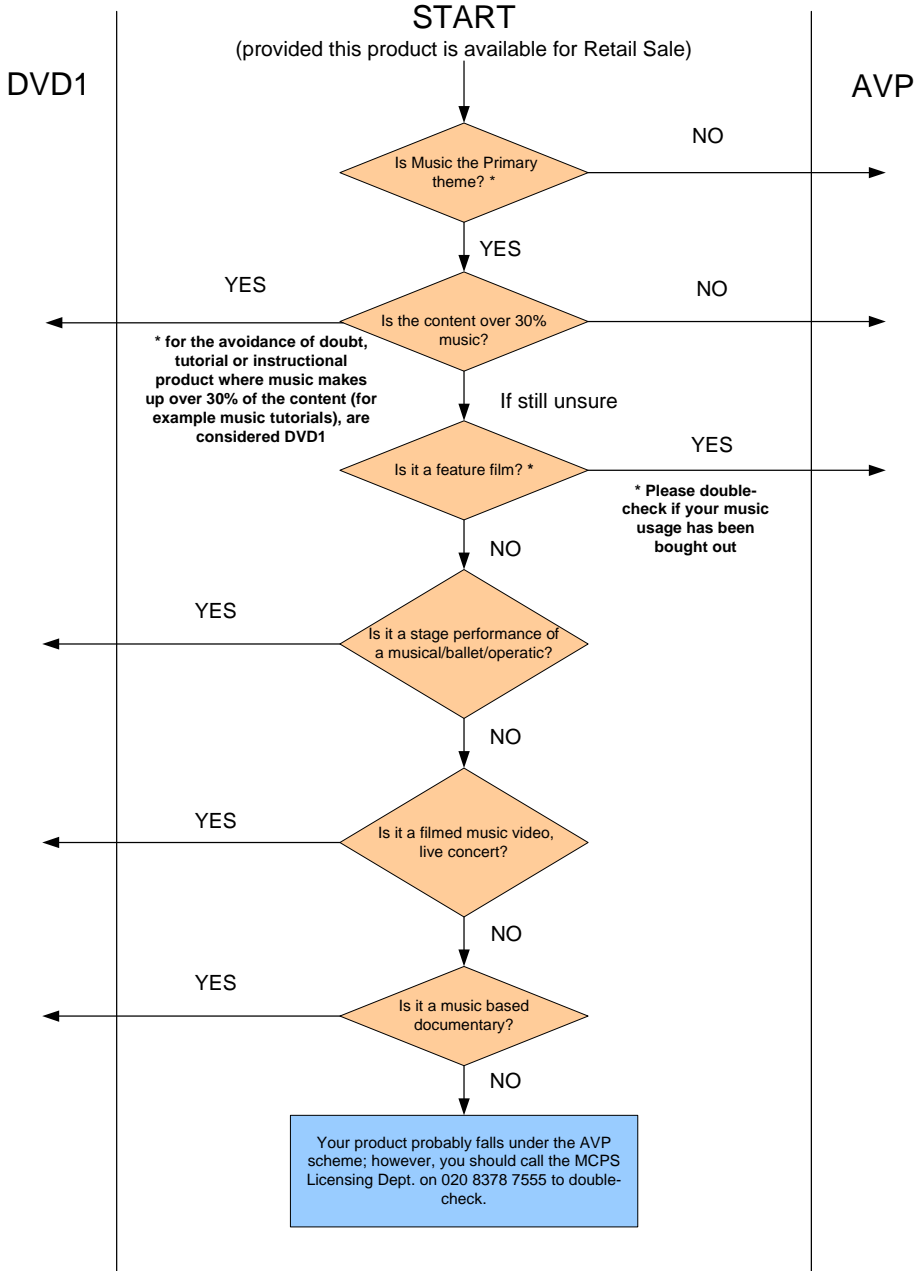 START
(provided this product is available for Retail Sale)
DVD1
AVP
Is Music the Primary
theme? *
NO
YES
YES
Is the content over 30%
music?
NO
* for the avoidance of doubt,
tutorial or instructional
product where music makes
up over 30% of the content (for
example music tutorials), are
considered DVD1
If still unsure
Is it a feature film? *
YES
* Please double-
check if your music
usage has been
bought out
NO
YES
Is it a stage performance of
a musical/ballet/operatic?
NO
YES
Is it a filmed music video,
live concert?
NO
YES
Is it a music based
documentary?
NO
Your product probably falls under the AVP
scheme; however, you should call the MCPS
Licensing Dept. on 020 8378 7555 to double-
check.